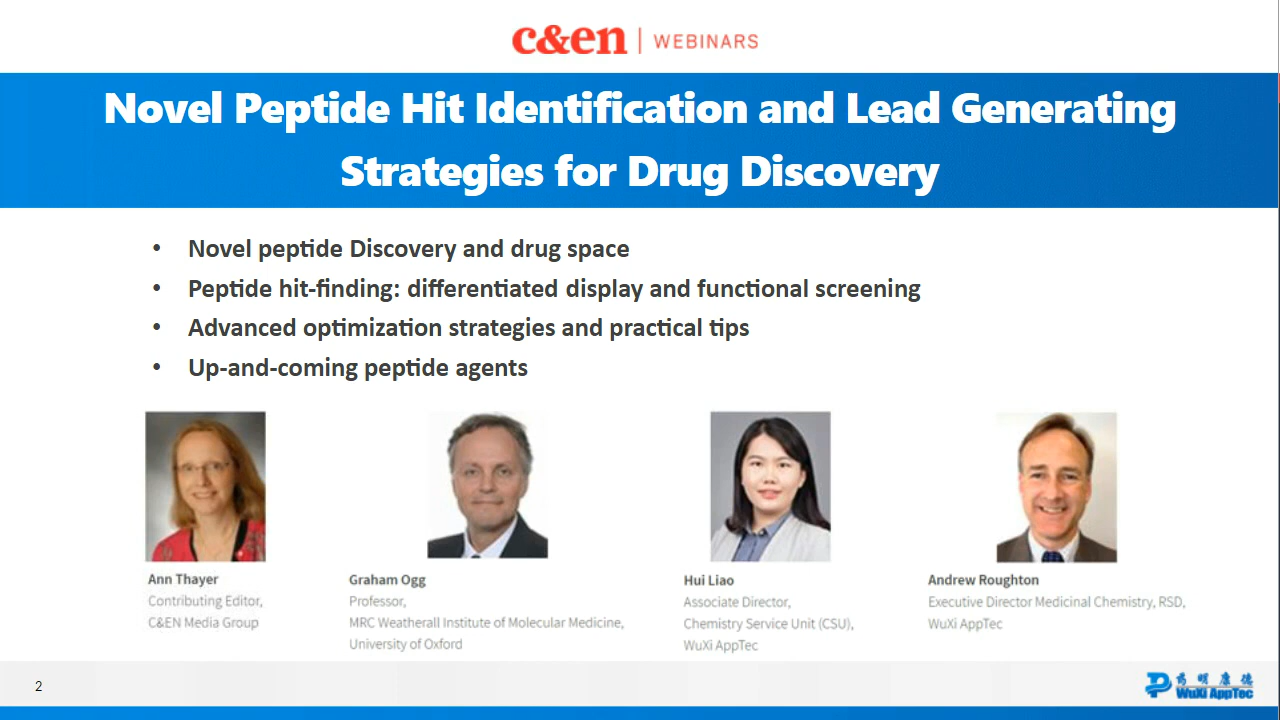 c&en | WEBINARS
Novel Peptide Hit Identification and Lead Generating
Strategies for Drug Discovery
• Novel peptide Discovery and drug space
• Peptide hit-finding: differentiated display and functional screening
• Advanced optimization strategies and practical tips
• Up-and-coming peptide agents
Ann Thayer
Contributing Editor,
C&EN Media Group
Graham Ogg
Professor,
MRC Weatherall Institute of Molecular Medicine,
University of Oxford
Hui Liao
Associate Director,
Chemistry Service Unit (CSU),
WuXi AppTec
Andrew Roughton
Executive Director Medicinal Chemistry, RSD,
WuXi AppTec
2
药明康德
WuXi AppTec